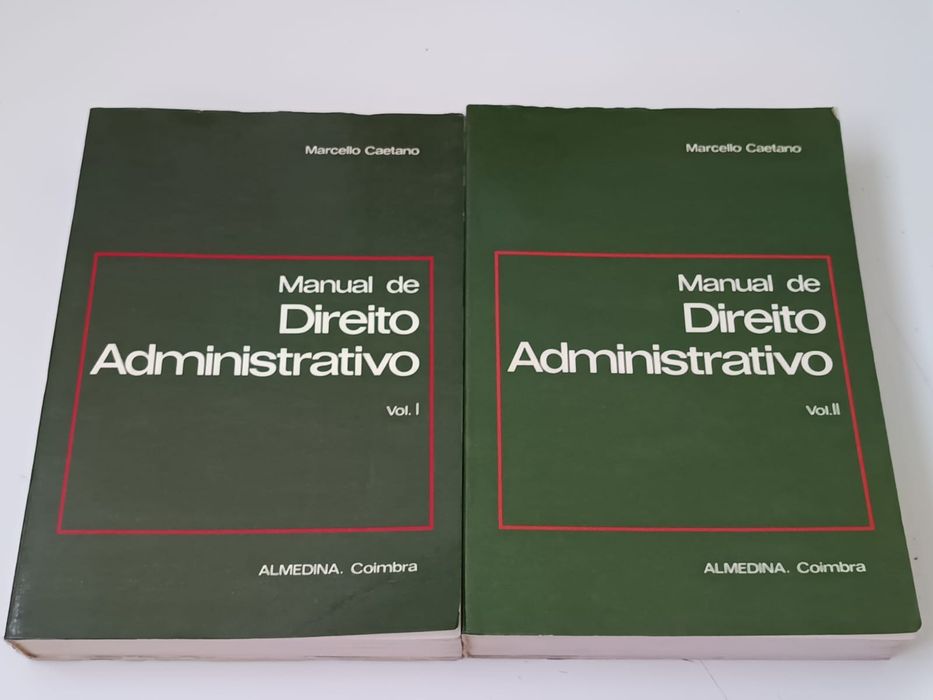 Marcello Caetano
Manual de
Direito
Administrativo
Vol. I
ALMEDINA. Coimbra
Marcello Caetano
Manual de
Direito
Administrativo
Vol.II
ALMEDINA. Coimbra